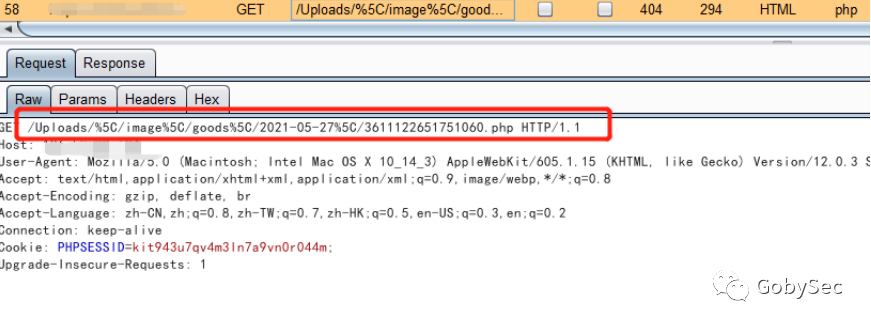 58 GET /Uploads/%5C/image%5C/good... 404 294 HTML php
Request Response
Raw Params Headers Hex
GET /Uploads/%5C/image%5C/goods%5C/2021-05-27%5C/3611122651751060.php HTTP/1.1
Host:
User-Agent: Mozilla/5.0 (Macintosh; Intel Mac OS X 10_14_3) AppleWebKit/605.1.15 (KHTML, like Gecko) Version/12.0.3 S
Accept: text/html,application/xhtml+xml,application/xml;q=0.9,image/webp,*/*;q=0.8
Accept-Encoding: gzip, deflate, br
Accept-Language: zh-CN,zh;q=0.8,zh-TW;q=0.7,zh-HK;q=0.5,en-US;q=0.3,en;q=0.2
Connection: keep-alive
Cookie: PHPSESSID=kit943u7qv4m3ln7a9vn0r044m;
Upgrade-Insecure-Requests: 1
GobySec